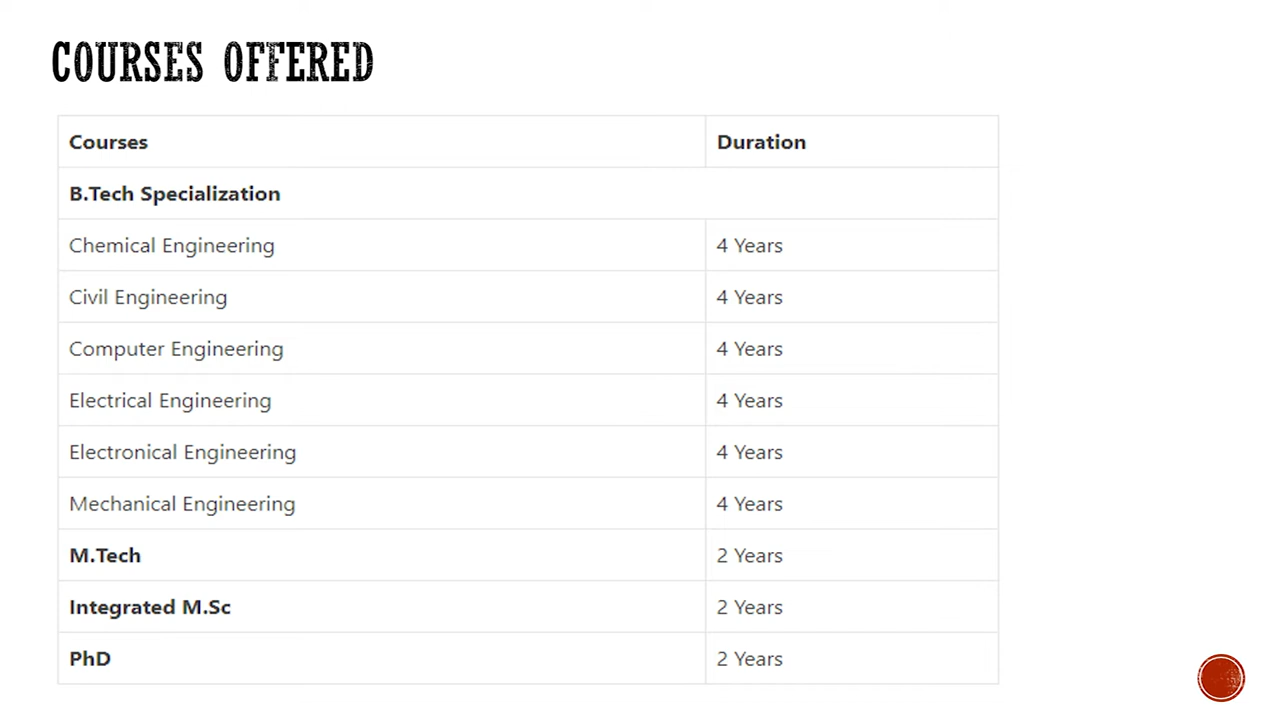 COURSES OFFERED
Courses Duration
B.Tech Specialization
Chemical Engineering 4 Years
Civil Engineering 4 Years
Computer Engineering 4 Years
Electrical Engineering 4 Years
Electronical Engineering 4 Years
Mechanical Engineering 4 Years
M.Tech 2 Years
Integrated M.Sc 2 Years
PhD 2 Years